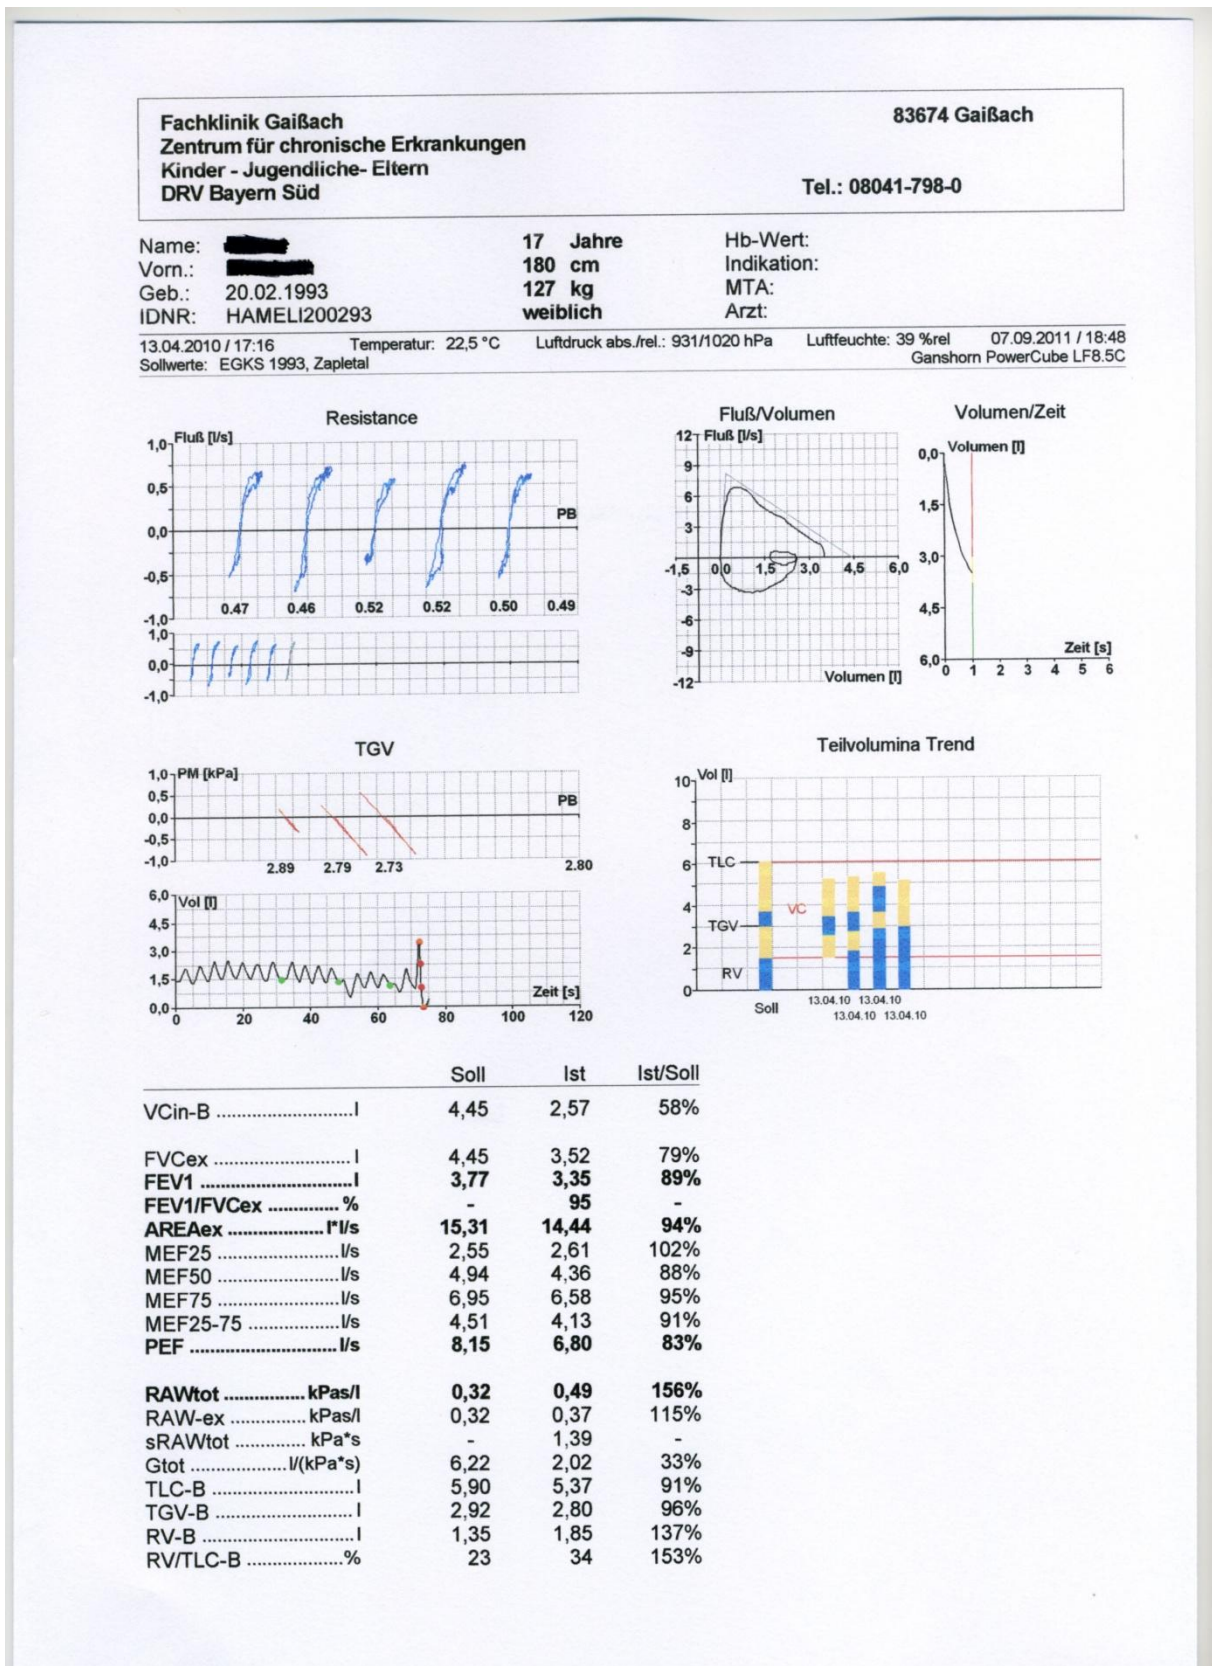 Fachklinik Gaißach
83674 Gaißach
Zentrum für chronische Erkrankungen
Kinder - Jugendliche- Eltern
DRV Bayern Süd
Tel.: 08041-798-0
Name:
17 Jahre
Hb-Wert:
Vorn.:
180 cm
Indikation:
Geb.: 20.02.1993
127 kg
MTA:
IDNR: HAMELI200293
weiblich
Arzt:
13.04.2010 / 17:16 Temperatur: 22,5 °C Luftdruck abs./rel.: 931/1020 hPa Luftfeuchte: 39 %rel 07.09.2011 / 18:48
Sollwerte: EGKS 1993, Zapletal Ganshorn PowerCube LF8.5C
Resistance
Fluß [l/s]
1,0
0,5
0,0
-0,5
-1,0
PB
0.47 0.46 0.52 0.52 0.50 0.49
1,0
0,0
-1,0
Fluß/Volumen
12 Fluß [l/s]
9
6
3
-1,5 0,0 1,5 3,0 4,5 6,0
-3
-6
-9
-12
Volumen [l]
Volumen/Zeit
Volumen [l]
0,0
1,5
3,0
4,5
6,0
Zeit [s]
0 1 2 3 4 5 6
TGV
PM [kPa]
1,0
0,5
0,0
-0,5
-1,0
PB
2.89 2.79 2.73 2.80
Vol [l]
6,0
4,5
3,0
1,5
0,0
Zeit [s]
0 20 40 60 80 100 120
Teilvolumina Trend
Vol [l]
10
8
6 TLC
4
VC
TGV
2
RV
0
Soll
13.04.10 13.04.10
13.04.10 13.04.10
Soll Ist Ist/Soll
VCin-B ..........................l 4,45 2,57 58%
FVCex .......................... l 4,45 3,52 79%
FEV1 ............................l 3,77 3,35 89%
FEV1/FVCex .............. % - 95 -
AREAex ...................l*l/s 15,31 14,44 94%
MEF25 .......................l/s 2,55 2,61 102%
MEF50 .......................l/s 4,94 4,36 88%
MEF75 .......................l/s 6,95 6,58 95%
MEF25-75 ..................l/s 4,51 4,13 91%
PEF ............................l/s 8,15 6,80 83%
RAWtot ................ kPas/l 0,32 0,49 156%
RAW-ex .............. kPas/l 0,32 0,37 115%
sRAWtot ............. kPa*s - 1,39 -
Gtot ..................l/(kPa*s) 6,22 2,02 33%
TLC-B ...........................l 5,90 5,37 91%
TGV-B .......................... l 2,92 2,80 96%
RV-B .............................l 1,35 1,85 137%
RV/TLC-B ..................% 23 34 153%